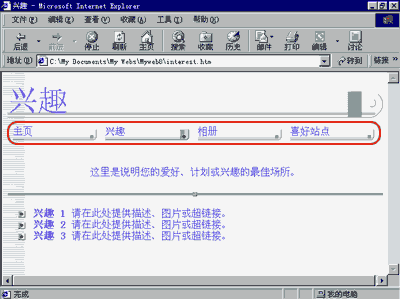 兴趣 - Microsoft Internet Explorer
文件(F) 编辑(E) 查看(V) 收藏(A) 工具(T) 帮助(H)
后退 前进 停止 刷新 主页 搜索 收藏 历史 邮件 打印 编辑 讨论
地址(D) C:\My Documents\My Webs\Myweb8\interest.htm 转到 链接 »
兴趣
主页 兴趣 相册 喜好站点
这里是说明您的爱好、计划或兴趣的最佳场所。
兴趣 1 请在此处提供描述、图片或超链接。
兴趣 2 请在此处提供描述、图片或超链接。
兴趣 3 请在此处提供描述、图片或超链接。
我的电脑